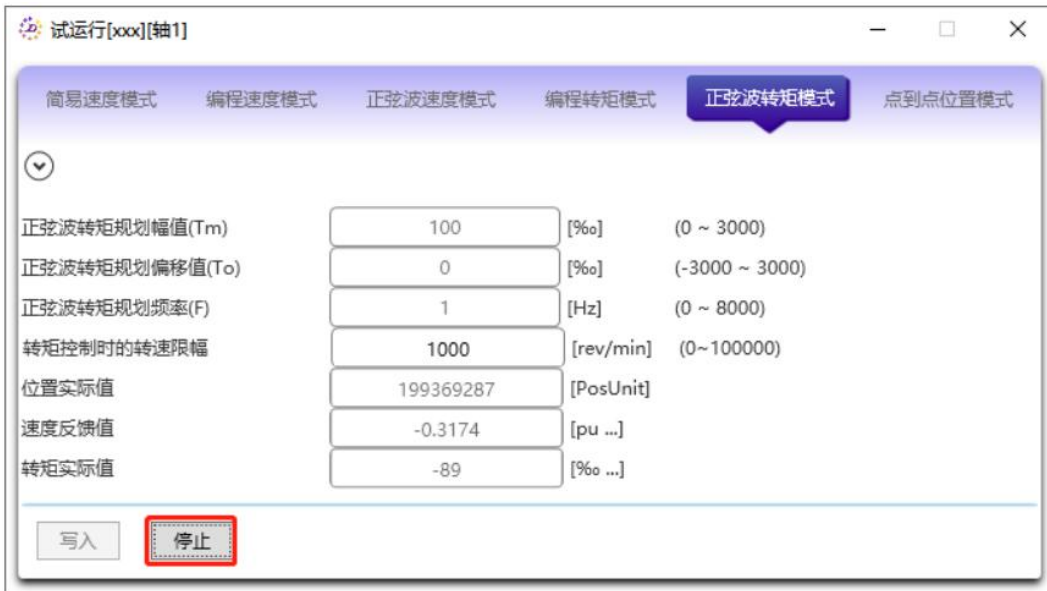 试运行[xxx][轴1]
简易速度模式 编程速度模式 正弦波速度模式 编程转矩模式 正弦波转矩模式 点到点位置模式
正弦波转矩规划幅值(Tm) 100 [‰] (0 ~ 3000)
正弦波转矩规划偏移值(To) 0 [‰] (-3000 ~ 3000)
正弦波转矩规划频率(F) 1 [Hz] (0 ~ 8000)
转矩控制时的转速限幅 1000 [rev/min] (0~100000)
位置实际值 199369287 [PosUnit]
速度反馈值 -0.3174 [pu ...]
转矩实际值 -89 [‰ ...]
写入 停止